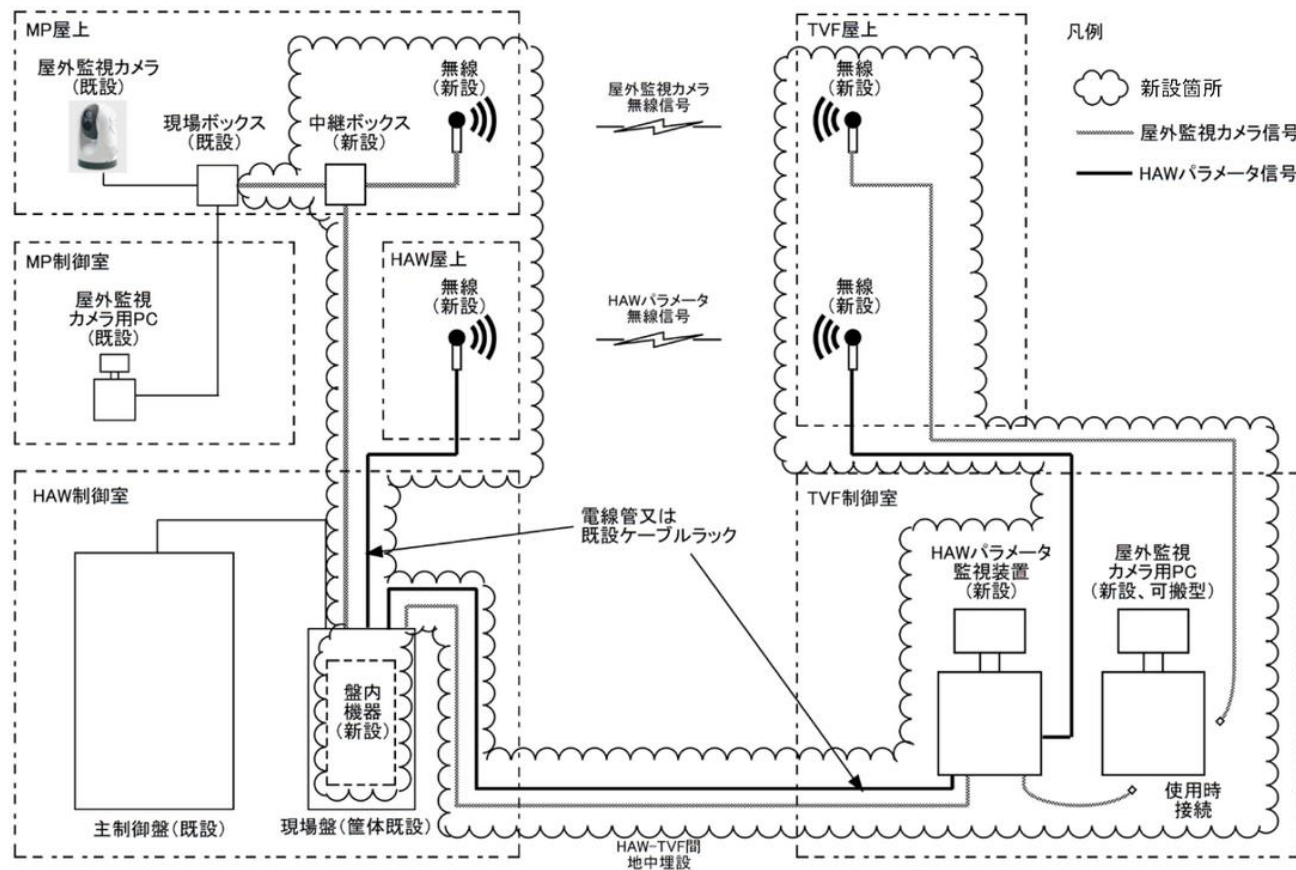 MP屋上
屋外監視カメラ
(既設)
現場ボックス
(既設)
中継ボックス
(新設)
無線
(新設)
屋外監視カメラ
無線信号
TVF屋上
無線
(新設)
凡例
新設箇所
屋外監視カメラ信号
HAWパラメータ信号
MP制御室
屋外監視
カメラ用PC
(既設)
HAW屋上
無線
(新設)
HAWパラメータ
無線信号
無線
(新設)
HAW制御室
電線管又は
既設ケーブルラック
TVF制御室
HAWパラメータ
監視装置
(新設)
屋外監視
カメラ用PC
(新設、可搬型)
盤内
機器
(新設)
使用時
接続
主制御盤(既設)
現場盤(筐体既設)
HAW-TVF間
地中埋設